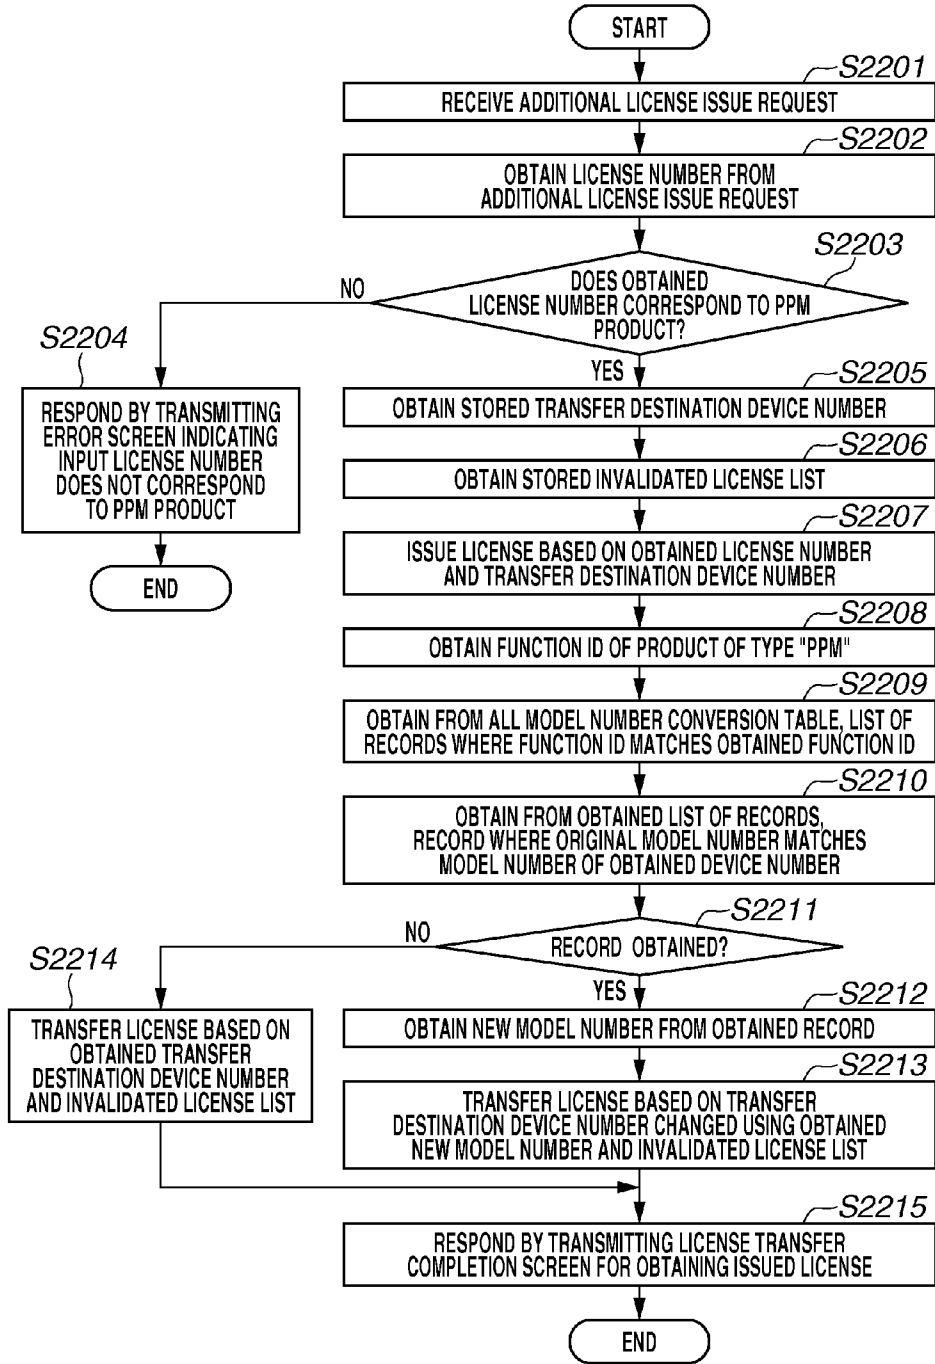 START
S2201
RECEIVE ADDITIONAL LICENSE ISSUE REQUEST
S2202
OBTAIN LICENSE NUMBER FROM
ADDITIONAL LICENSE ISSUE REQUEST
S2203
DOES OBTAINED
LICENSE NUMBER CORRESPOND TO PPM
PRODUCT?
NO
S2204
RESPOND BY TRANSMITTING
ERROR SCREEN INDICATING
INPUT LICENSE NUMBER
DOES NOT CORRESPOND
TO PPM PRODUCT
END
YES
S2205
OBTAIN STORED TRANSFER DESTINATION DEVICE NUMBER
S2206
OBTAIN STORED INVALIDATED LICENSE LIST
S2207
ISSUE LICENSE BASED ON OBTAINED LICENSE NUMBER
AND TRANSFER DESTINATION DEVICE NUMBER
S2208
OBTAIN FUNCTION ID OF PRODUCT OF TYPE "PPM"
S2209
OBTAIN FROM ALL MODEL NUMBER CONVERSION TABLE, LIST OF
RECORDS WHERE FUNCTION ID MATCHES OBTAINED FUNCTION ID
S2210
OBTAIN FROM OBTAINED LIST OF RECORDS,
RECORD WHERE ORIGINAL MODEL NUMBER MATCHES
MODEL NUMBER OF OBTAINED DEVICE NUMBER
S2211
RECORD OBTAINED?
NO
S2214
TRANSFER LICENSE BASED ON
OBTAINED TRANSFER
DESTINATION DEVICE NUMBER
AND INVALIDATED LICENSE LIST
YES
S2212
OBTAIN NEW MODEL NUMBER FROM OBTAINED RECORD
S2213
TRANSFER LICENSE BASED ON TRANSFER
DESTINATION DEVICE NUMBER CHANGED USING OBTAINED
NEW MODEL NUMBER AND INVALIDATED LICENSE LIST
S2215
RESPOND BY TRANSMITTING LICENSE TRANSFER
COMPLETION SCREEN FOR OBTAINING ISSUED LICENSE
END